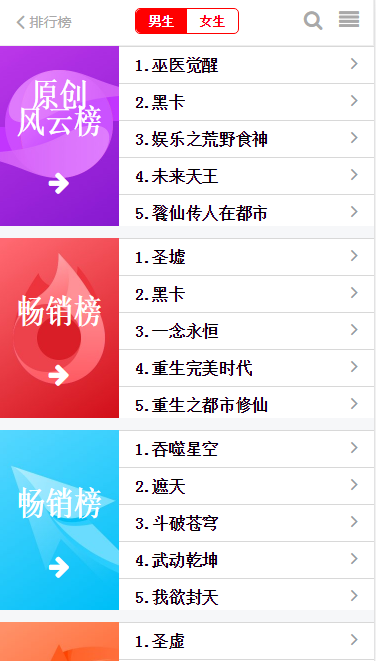 排行榜
男生 女生
原创
风云榜
1.巫医觉醒
2.黑卡
3.娱乐之荒野食神
4.未来天王
5.餮仙传人在都市
畅销榜
1.圣墟
2.黑卡
3.一念永恒
4.重生完美时代
5.重生之都市修仙
畅销榜
1.吞噬星空
2.遮天
3.斗破苍穹
4.武动乾坤
5.我欲封天
1.圣虚